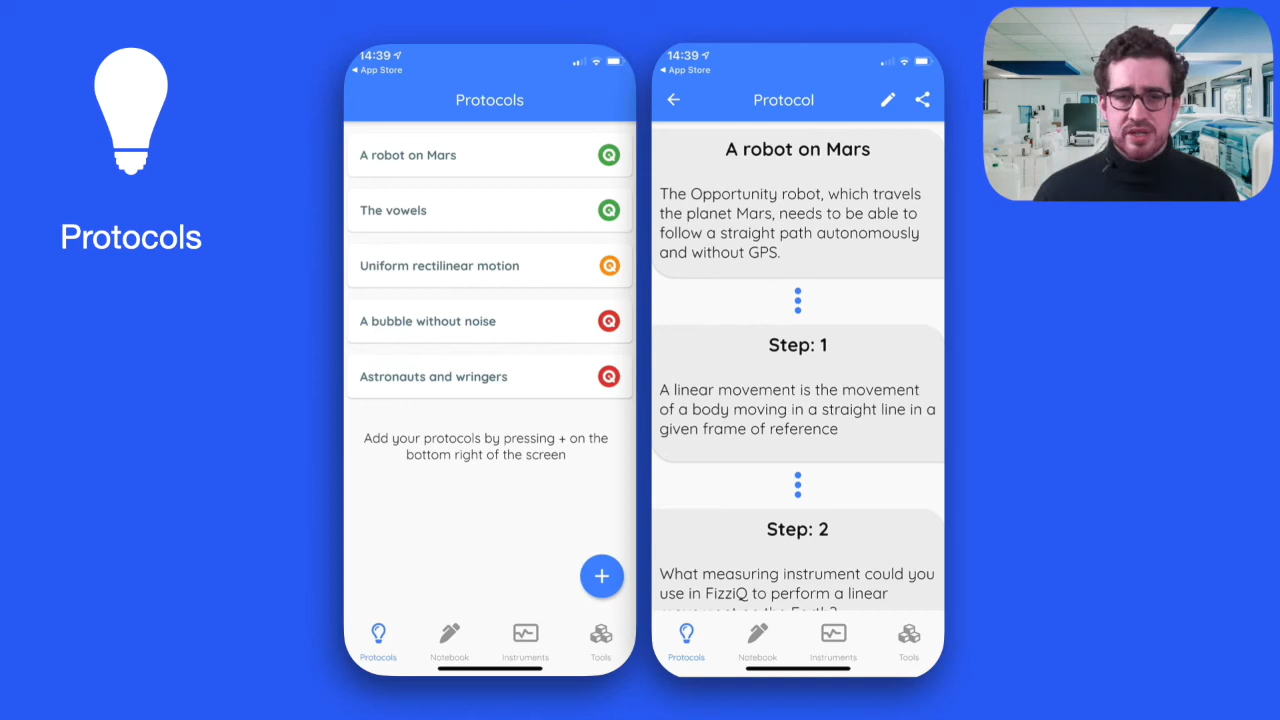 Protocols
14:39
App Store
Protocols
A robot on Mars
The vowels
Uniform rectilinear motion
A bubble without noise
Astronauts and wringers
Add your protocols by pressing + on the
bottom right of the screen
+
Protocols
Notebook
Instruments
Tools
14:39
App Store
Protocol
A robot on Mars
The Opportunity robot, which travels
the planet Mars, needs to be able to
follow a straight path autonomously
and without GPS.
Step: 1
A linear movement is the movement
of a body moving in a straight line in a
given frame of reference
Step: 2
What measuring instrument could you
use in FizziQ to perform a linear
movement on the Earth?
Protocols
Notebook
Instruments
Tools